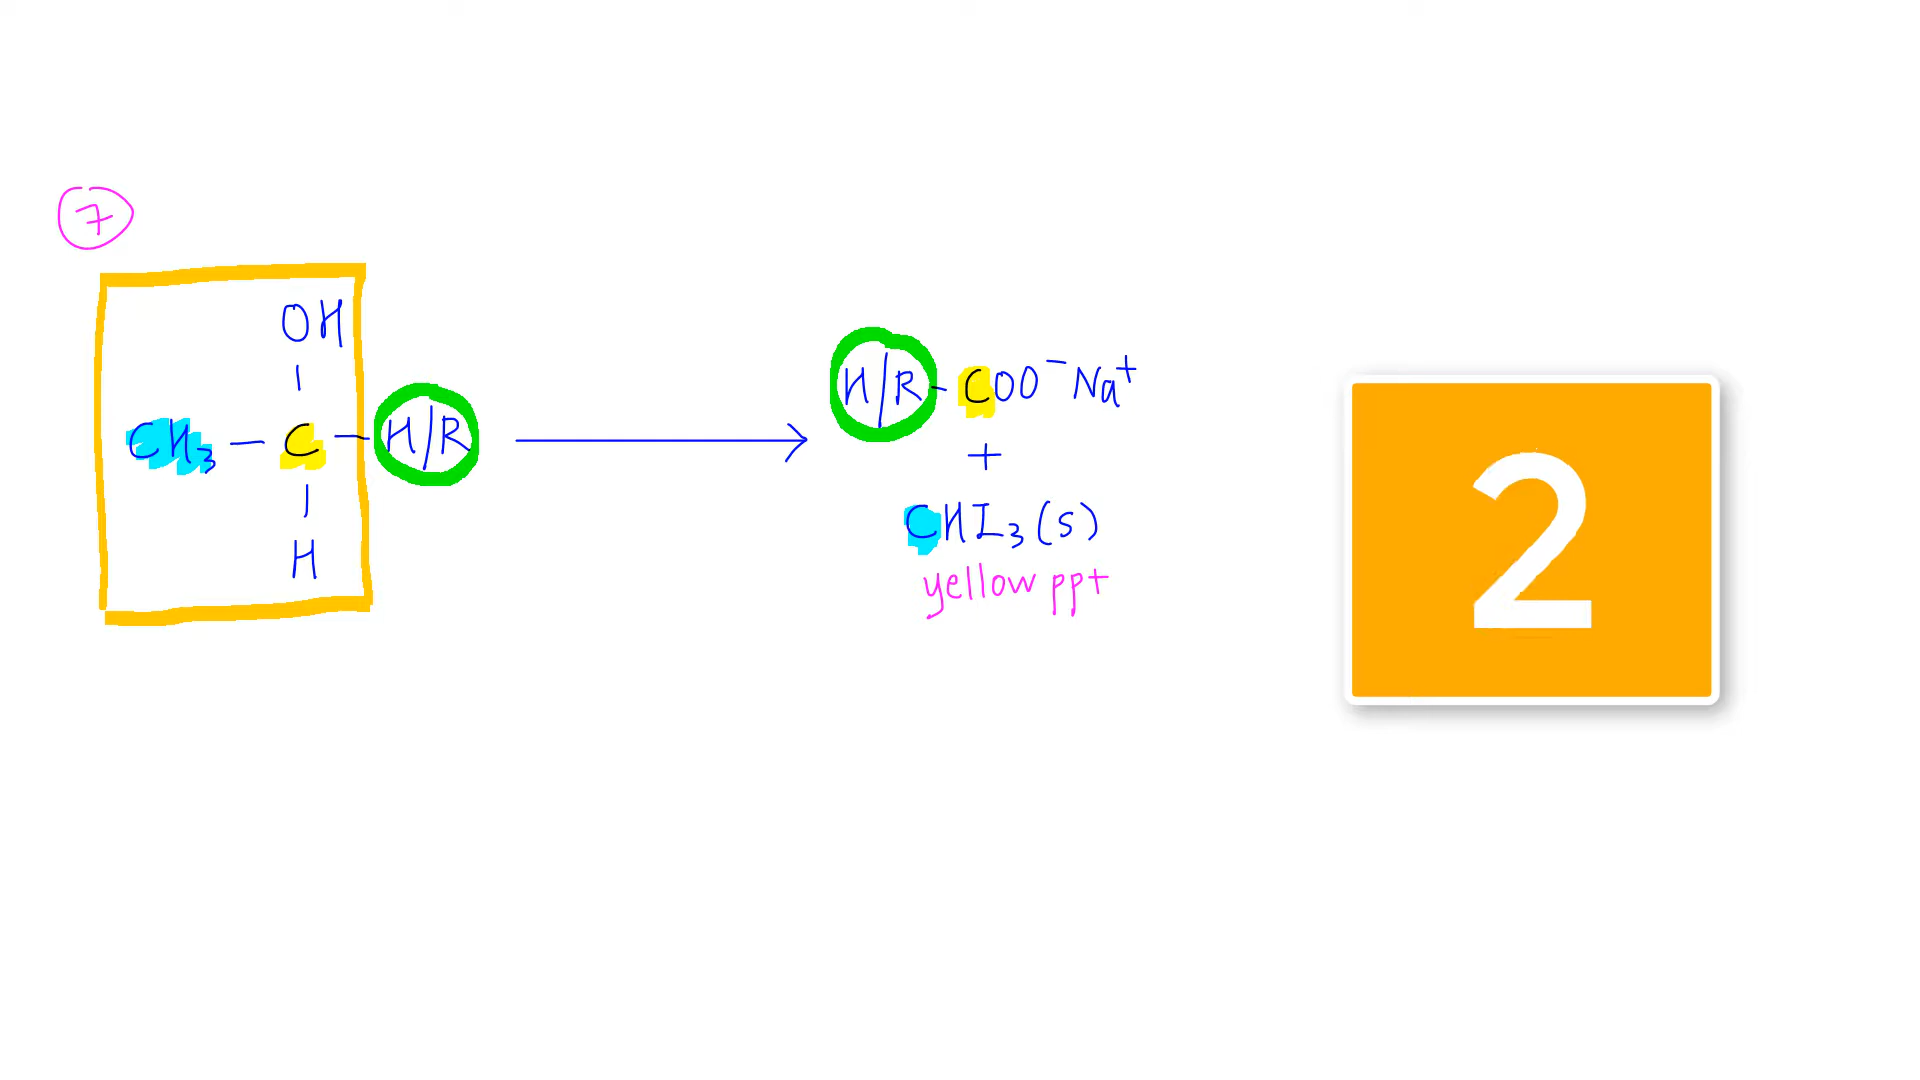 7
OH
CH₃ — C — H/R
H
H/R - COO⁻Na⁺
+
CHI₃(s)
yellow ppt
2